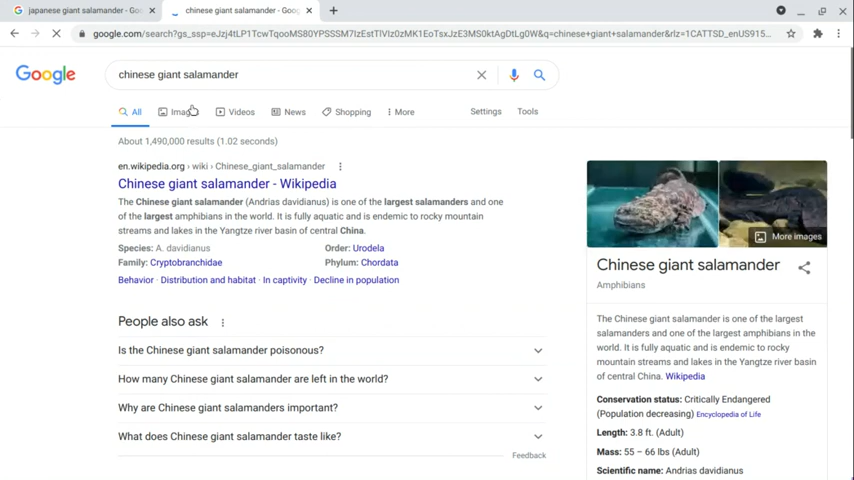 japanese giant salamander - Goo
chinese giant salamander - Goog
google.com/search?gs_ssp=eJzj4tLP1TcwTqooMS80YPSSSM7IzEstTlVIz0zMK1EoTsxJzE3MS0ktAgDtLg0W&q=chinese+giant+salamander&rlz=1CATTSD_enUS915...
Google
chinese giant salamander
All
Videos
News
Shopping
More
Settings
Tools
About 1,490,000 results (1.02 seconds)
en.wikipedia.org › wiki › Chinese_giant_salamander
Chinese giant salamander - Wikipedia
The Chinese giant salamander (Andrias davidianus) is one of the largest salamanders and one
of the largest amphibians in the world. It is fully aquatic and is endemic to rocky mountain
streams and lakes in the Yangtze river basin of central China.
Species: A. davidianus
Order: Urodela
Family: Cryptobranchidae
Phylum: Chordata
Behavior · Distribution and habitat · In captivity · Decline in population
People also ask
Is the Chinese giant salamander poisonous?
How many Chinese giant salamander are left in the world?
Why are Chinese giant salamanders important?
What does Chinese giant salamander taste like?
Feedback
More images
Chinese giant salamander
Amphibians
The Chinese giant salamander is one of the largest
salamanders and one of the largest amphibians in the
world. It is fully aquatic and is endemic to rocky
mountain streams and lakes in the Yangtze river basin
of central China. Wikipedia
Conservation status: Critically Endangered
(Population decreasing) Encyclopedia of Life
Length: 3.8 ft. (Adult)
Mass: 55 – 66 lbs (Adult)
Scientific name: Andrias davidianus